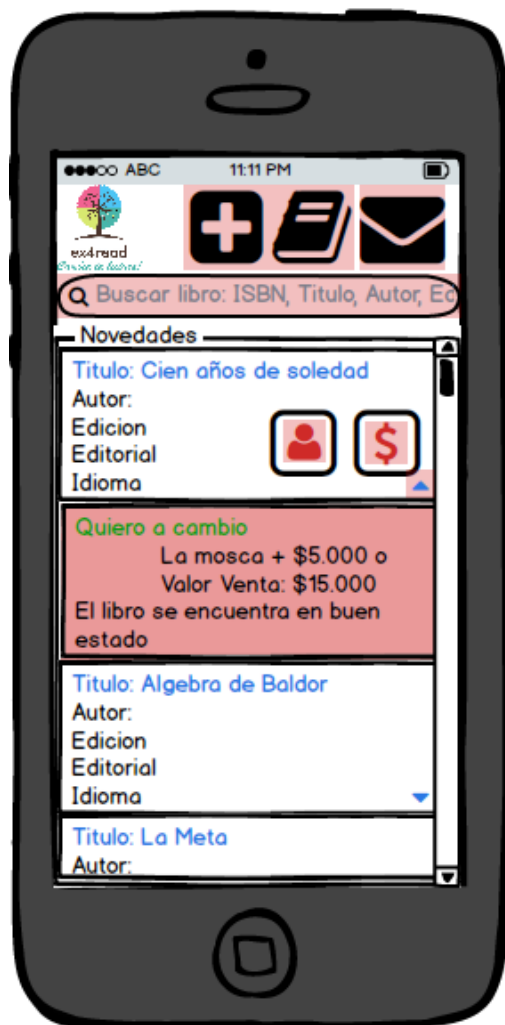 ABC 11:11 PM
ex4read
Buscar libro: ISBN, Titulo, Autor, Ed
Novedades
Titulo: Cien años de soledad
Autor:
Edicion
Editorial
Idioma
$
Quiero a cambio
La mosca + $5.000 o
Valor Venta: $15.000
El libro se encuentra en buen
estado
Titulo: Algebra de Baldor
Autor:
Edicion
Editorial
Idioma
Titulo: La Meta
Autor: